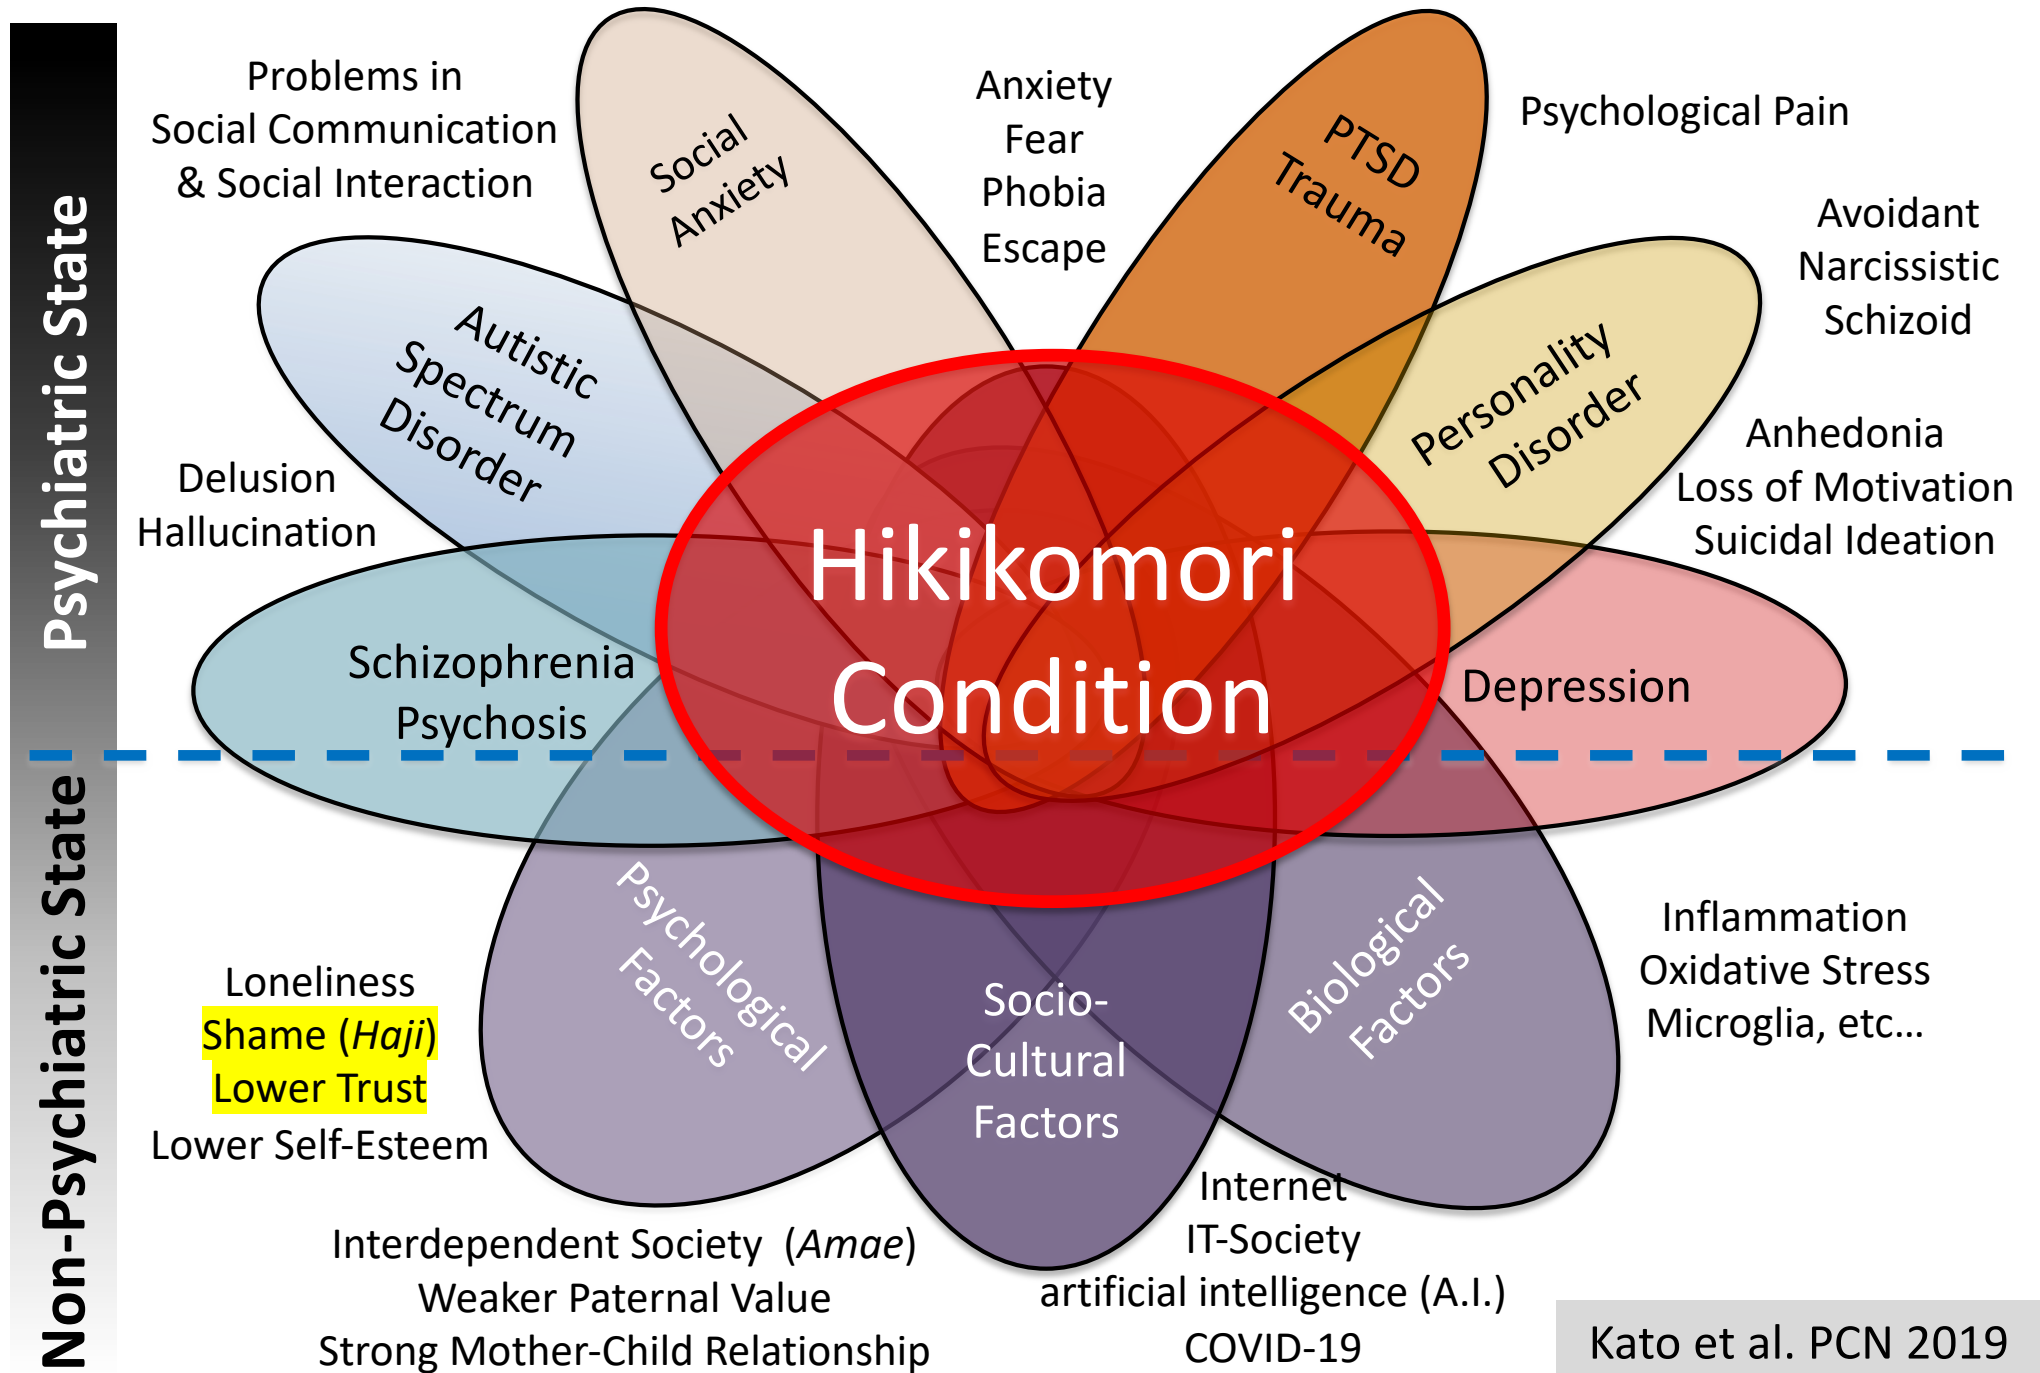 Psychiatric State
Non-Psychiatric State
Problems in
Social Communication
& Social Interaction
Social
Anxiety
Anxiety
Fear
Phobia
Escape
PTSD
Trauma
Psychological Pain
Avoidant
Narcissistic
Schizoid
Autistic
Spectrum
Disorder
Personality
Disorder
Anhedonia
Loss of Motivation
Suicidal Ideation
Delusion
Hallucination
Hikikomori
Condition
Schizophrenia
Psychosis
Depression
Psychological
Factors
Socio-
Cultural
Factors
Biological
Factors
Inflammation
Oxidative Stress
Microglia, etc…
Loneliness
Shame (Haji)
Lower Trust
Lower Self-Esteem
Interdependent Society (Amae)
Weaker Paternal Value
Strong Mother-Child Relationship
Internet
IT-Society
artificial intelligence (A.I.)
COVID-19
Kato et al. PCN 2019